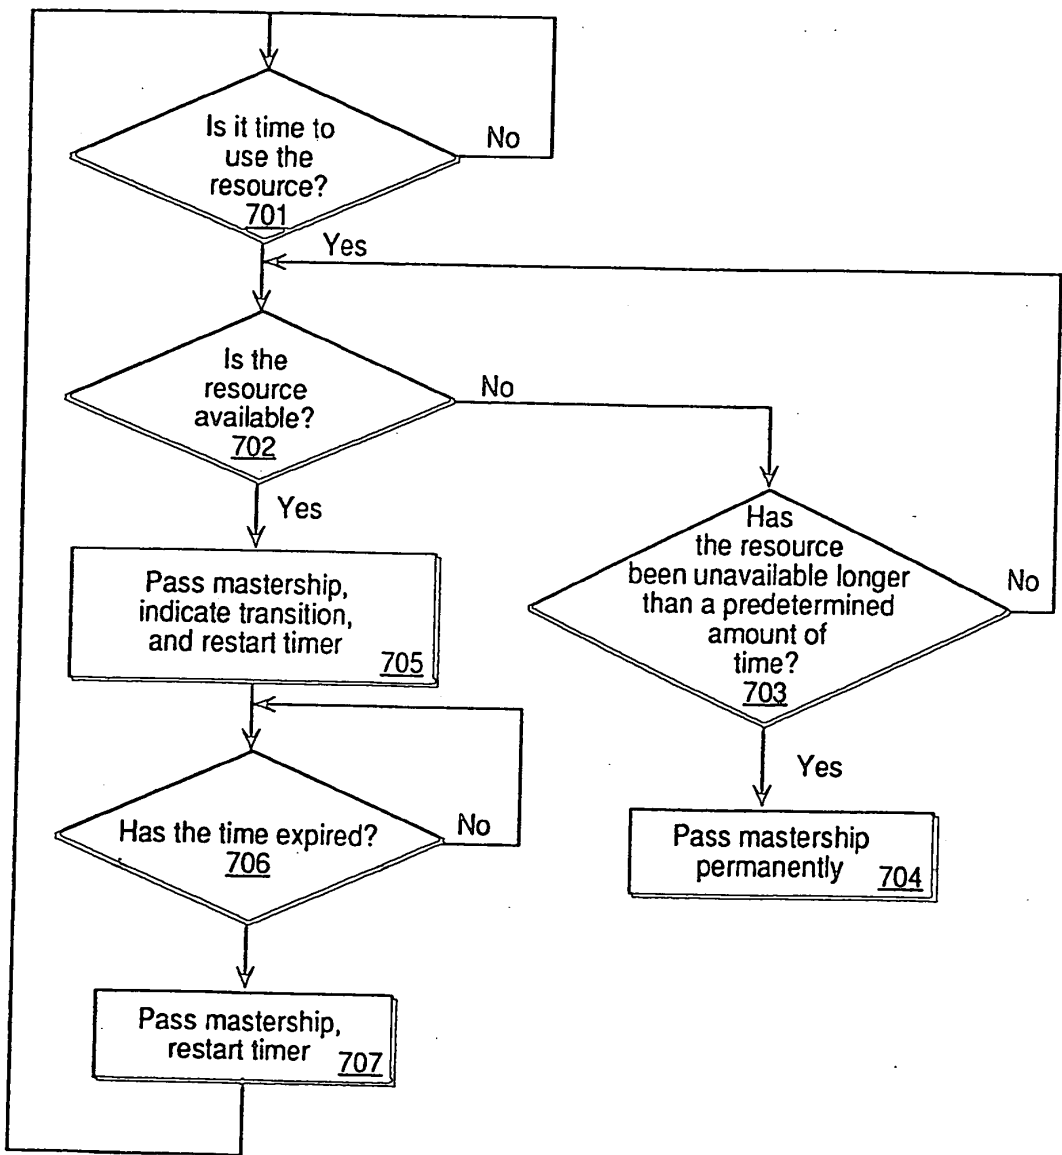 Is it time to
use the
resource?
701
No
Yes
Is the
resource
available?
702
No
Yes
Has
the resource
been unavailable longer
than a predetermined
amount of
time?
703
No
Yes
Pass mastership,
indicate transition,
and restart timer
705
Has the time expired?
706
No
Pass mastership
permanently
704
Pass mastership,
restart timer
707